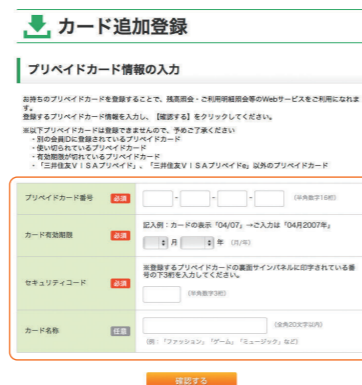 カード追加登録
プリペイドカード情報の入力
お持ちのプリペイドカードを登録することで、残高照会・ご利用明細照会等のWebサービスをご利用になれま
す。
登録するプリペイドカード情報を入力し、【確認する】をクリックしてください。
※以下プリペイドカードは登録できませんので、予めご了承ください
・別の会員IDに登録されているプリペイドカード
・使い切られているプリペイドカード
・有効期限が切れているプリペイドカード
・「三井住友VISAプリペイド」、「三井住友VISAプリペイドe」以外のプリペイドカード
プリペイドカード番号 必須 - - - (半角数字16桁)
カード有効期限 必須 記入例:カードの表示「04/07」→ご入力は「04月2007年」
月 年 (月/年)
セキュリティコード 必須 ※登録するプリペイドカードの裏面サインパネルに印字されている番
号の下3桁を入力してください。
(半角数字3桁)
カード名称 任意 (全角20文字以内)
(例:「ファッション」「ゲーム」「ミュージック」など)
確認する